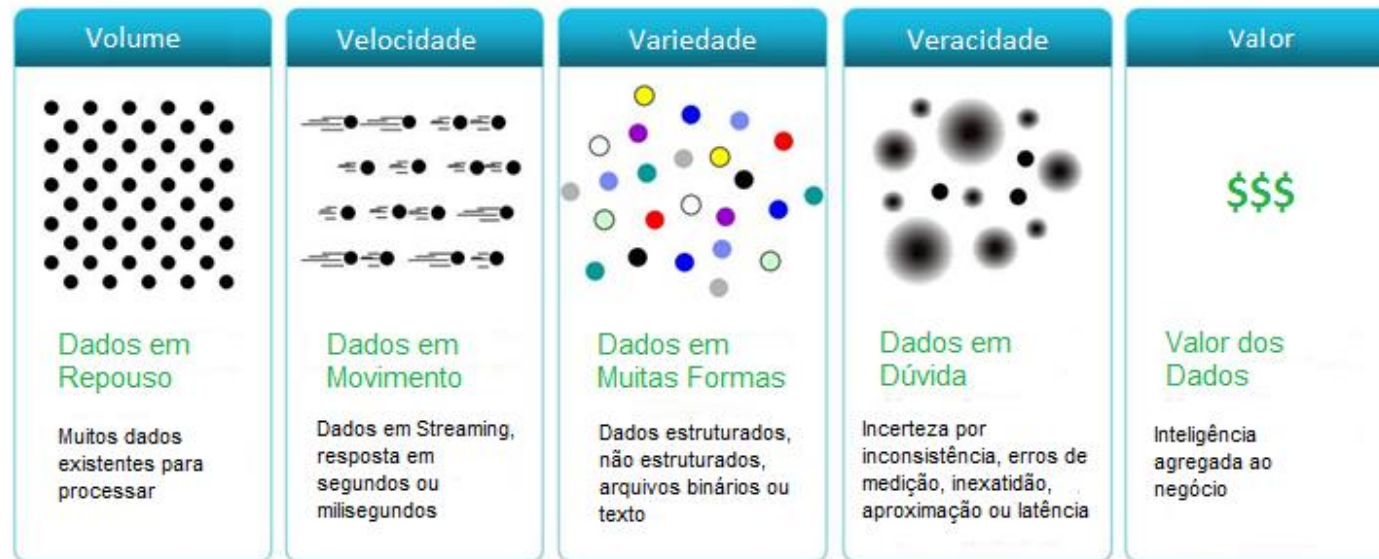 Volume
Dados em
Repouso
Muitos dados
existentes para
processar
Velocidade
Dados em
Movimento
Dados em Streaming,
resposta em
segundos ou
milisegundos
Variedade
Dados em
Muitas Formas
Dados estruturados,
não estruturados,
arquivos binários ou
texto
Veracidade
Dados em
Dúvida
Incerteza por
inconsistência, erros de
medição, inexatidão,
aproximação ou latência
Valor
$$$
Valor dos
Dados
Inteligência
agregada ao
negócio